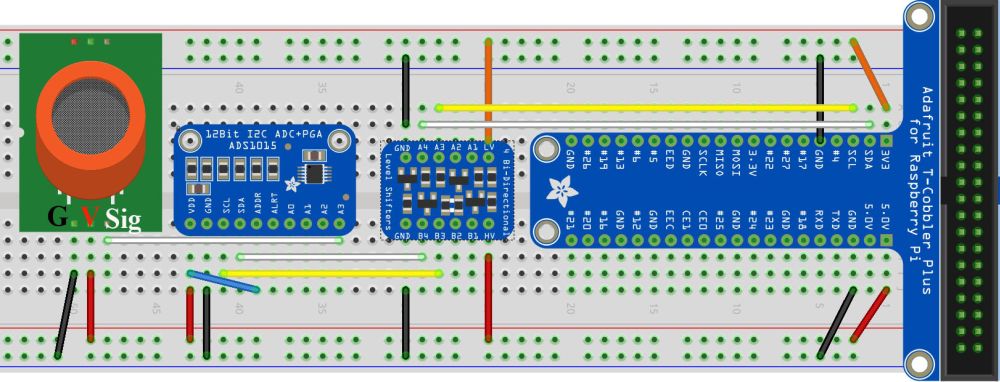 G V Sig
12Bit I2C ADC+PGA
ADS1015
VDD GND SCL SDA ADDR ALRT A0 A1 A2 A3
GND A4 A3 A2 A1 LV
4 Bi-Directional
Level Shifters
GND B4 B3 B2 B1 HV
GND #26 #19 #13 #6 #5 GND EED SCLK MISO MOSI 3.3V #22 #27 #17 GND #4 SCL SDA 3V3
#21 #20 #16 GND #12 GND EEC CE1 CE0 #25 GND #24 #23 GND #18 RXD TXD GND 5.0V 5.0V
Adafruit T-Cobbler Plus
for Raspberry Pi
40
35
20
15
10
5
1
45
40
35
20
15
10
5
1